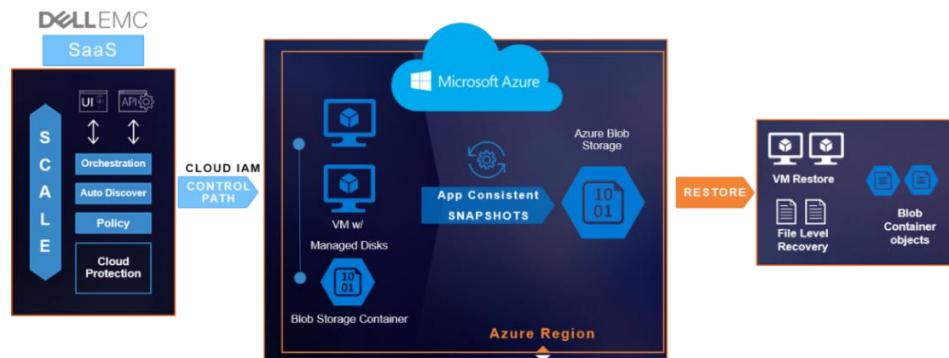 DELLEMC
SaaS
SCALE
UI
API
Orchestration
Auto Discover
Policy
Cloud
Protection
CLOUD IAM
CONTROL
PATH
Microsoft Azure
VM w/
Managed Disks
10
01
Blob Storage Container
App Consistent
SNAPSHOTS
Azure Blob
Storage
10
01
Azure Region
RESTORE
VM Restore
File Level
Recovery
Blob
Container
objects